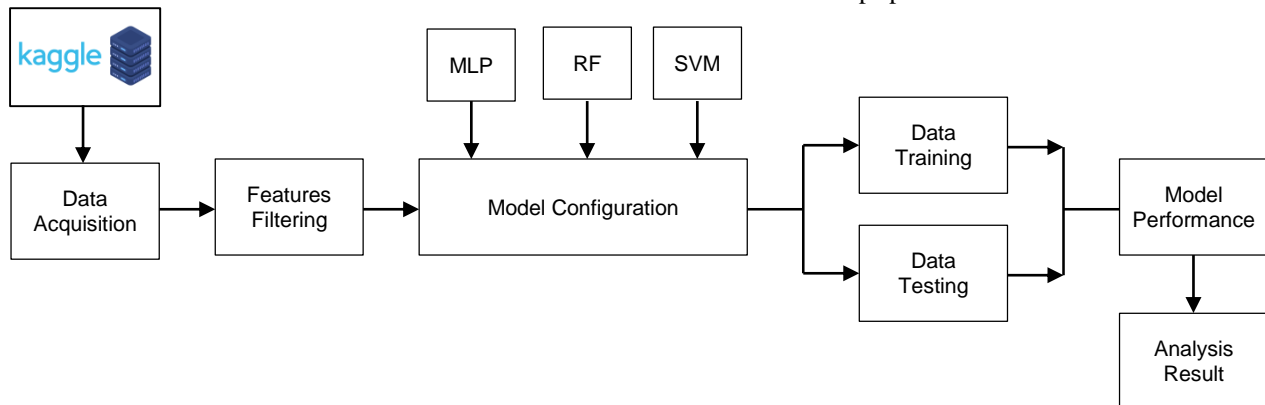 kaggle
MLP
RF
SVM
Data
Acquisition
Features
Filtering
Model Configuration
Data
Training
Data
Testing
Model
Performance
Analysis
Result